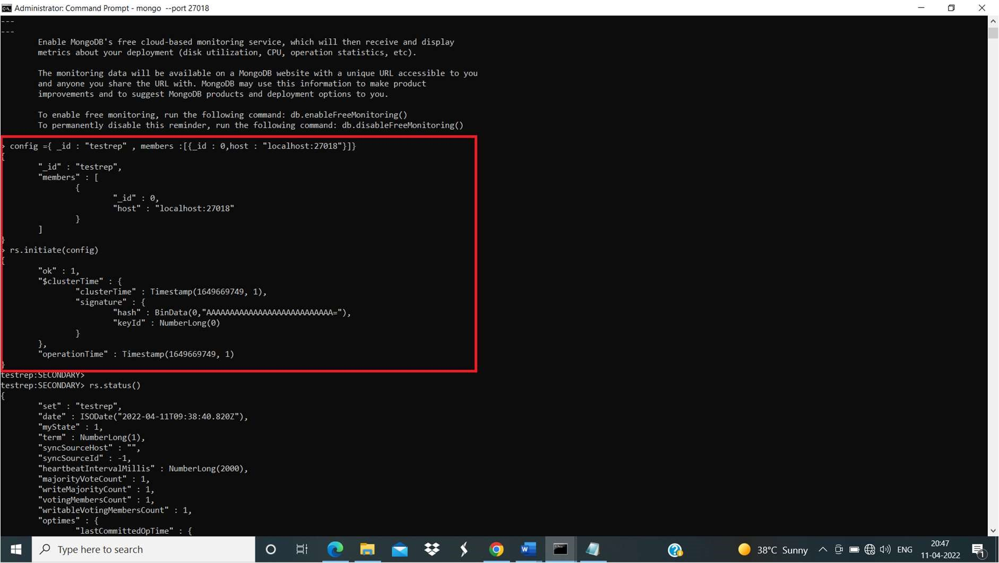 Administrator: Command Prompt - mongo  --port 27018
---
---
Enable MongoDB's free cloud-based monitoring service, which will then receive and display
metrics about your deployment (disk utilization, CPU, operation statistics, etc).
The monitoring data will be available on a MongoDB website with a unique URL accessible to you
and anyone you share the URL with. MongoDB may use this information to make product
improvements and to suggest MongoDB products and deployment options to you.
To enable free monitoring, run the following command: db.enableFreeMonitoring()
To permanently disable this reminder, run the following command: db.disableFreeMonitoring()
> config ={ _id : "testrep" , members :[{_id : 0,host : "localhost:27018"}]}
{
"_id" : "testrep",
"members" : [
{
"_id" : 0,
"host" : "localhost:27018"
}
]
}
> rs.initiate(config)
{
"ok" : 1,
"$clusterTime" : {
"clusterTime" : Timestamp(1649669749, 1),
"signature" : {
"hash" : BinData(0,"AAAAAAAAAAAAAAAAAAAAAAAAAAA="),
"keyId" : NumberLong(0)
}
},
"operationTime" : Timestamp(1649669749, 1)
}
testrep:SECONDARY>
testrep:SECONDARY> rs.status()
{
"set" : "testrep",
"date" : ISODate("2022-04-11T09:38:40.820Z"),
"myState" : 1,
"term" : NumberLong(1),
"syncSourceHost" : "",
"syncSourceId" : -1,
"heartbeatIntervalMillis" : NumberLong(2000),
"majorityVoteCount" : 1,
"writeMajorityCount" : 1,
"votingMembersCount" : 1,
"writableVotingMembersCount" : 1,
"optimes" : {
"lastCommittedOpTime" : {
Type here to search
38°C Sunny
ENG
20:47
11-04-2022
1